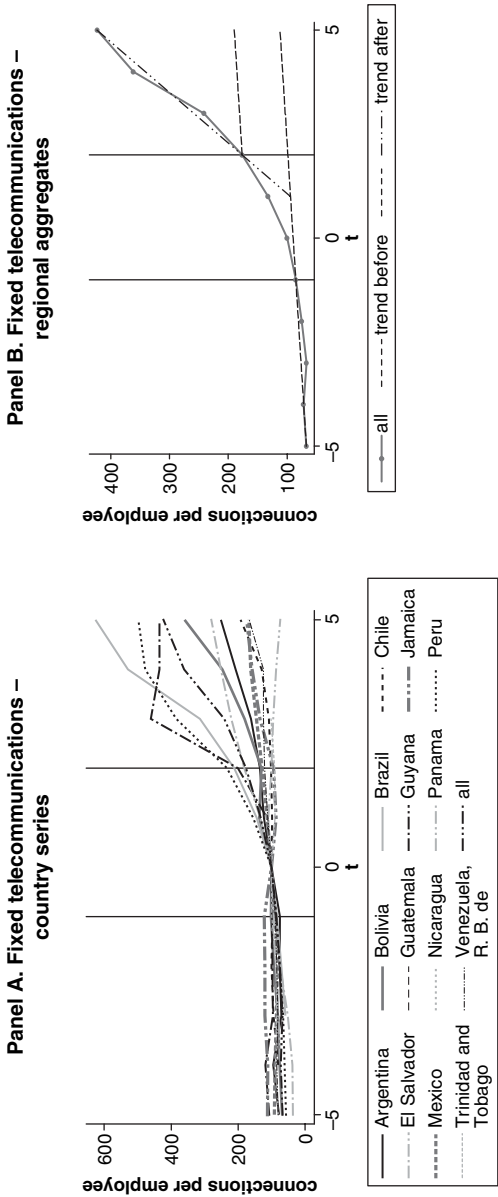 Panel A. Fixed telecommunications –
country series
connections per employee
600
400
200
0
–5
0
5
t
Argentina
Bolivia
Brazil
Chile
El Salvador
Guatemala
Guyana
Jamaica
Mexico
Nicaragua
Panama
Peru
Trinidad and
Tobago
Venezuela,
R. B. de
all
Panel B. Fixed telecommunications –
regional aggregates
connections per employee
400
300
200
100
–5
0
5
t
all
trend before
trend after